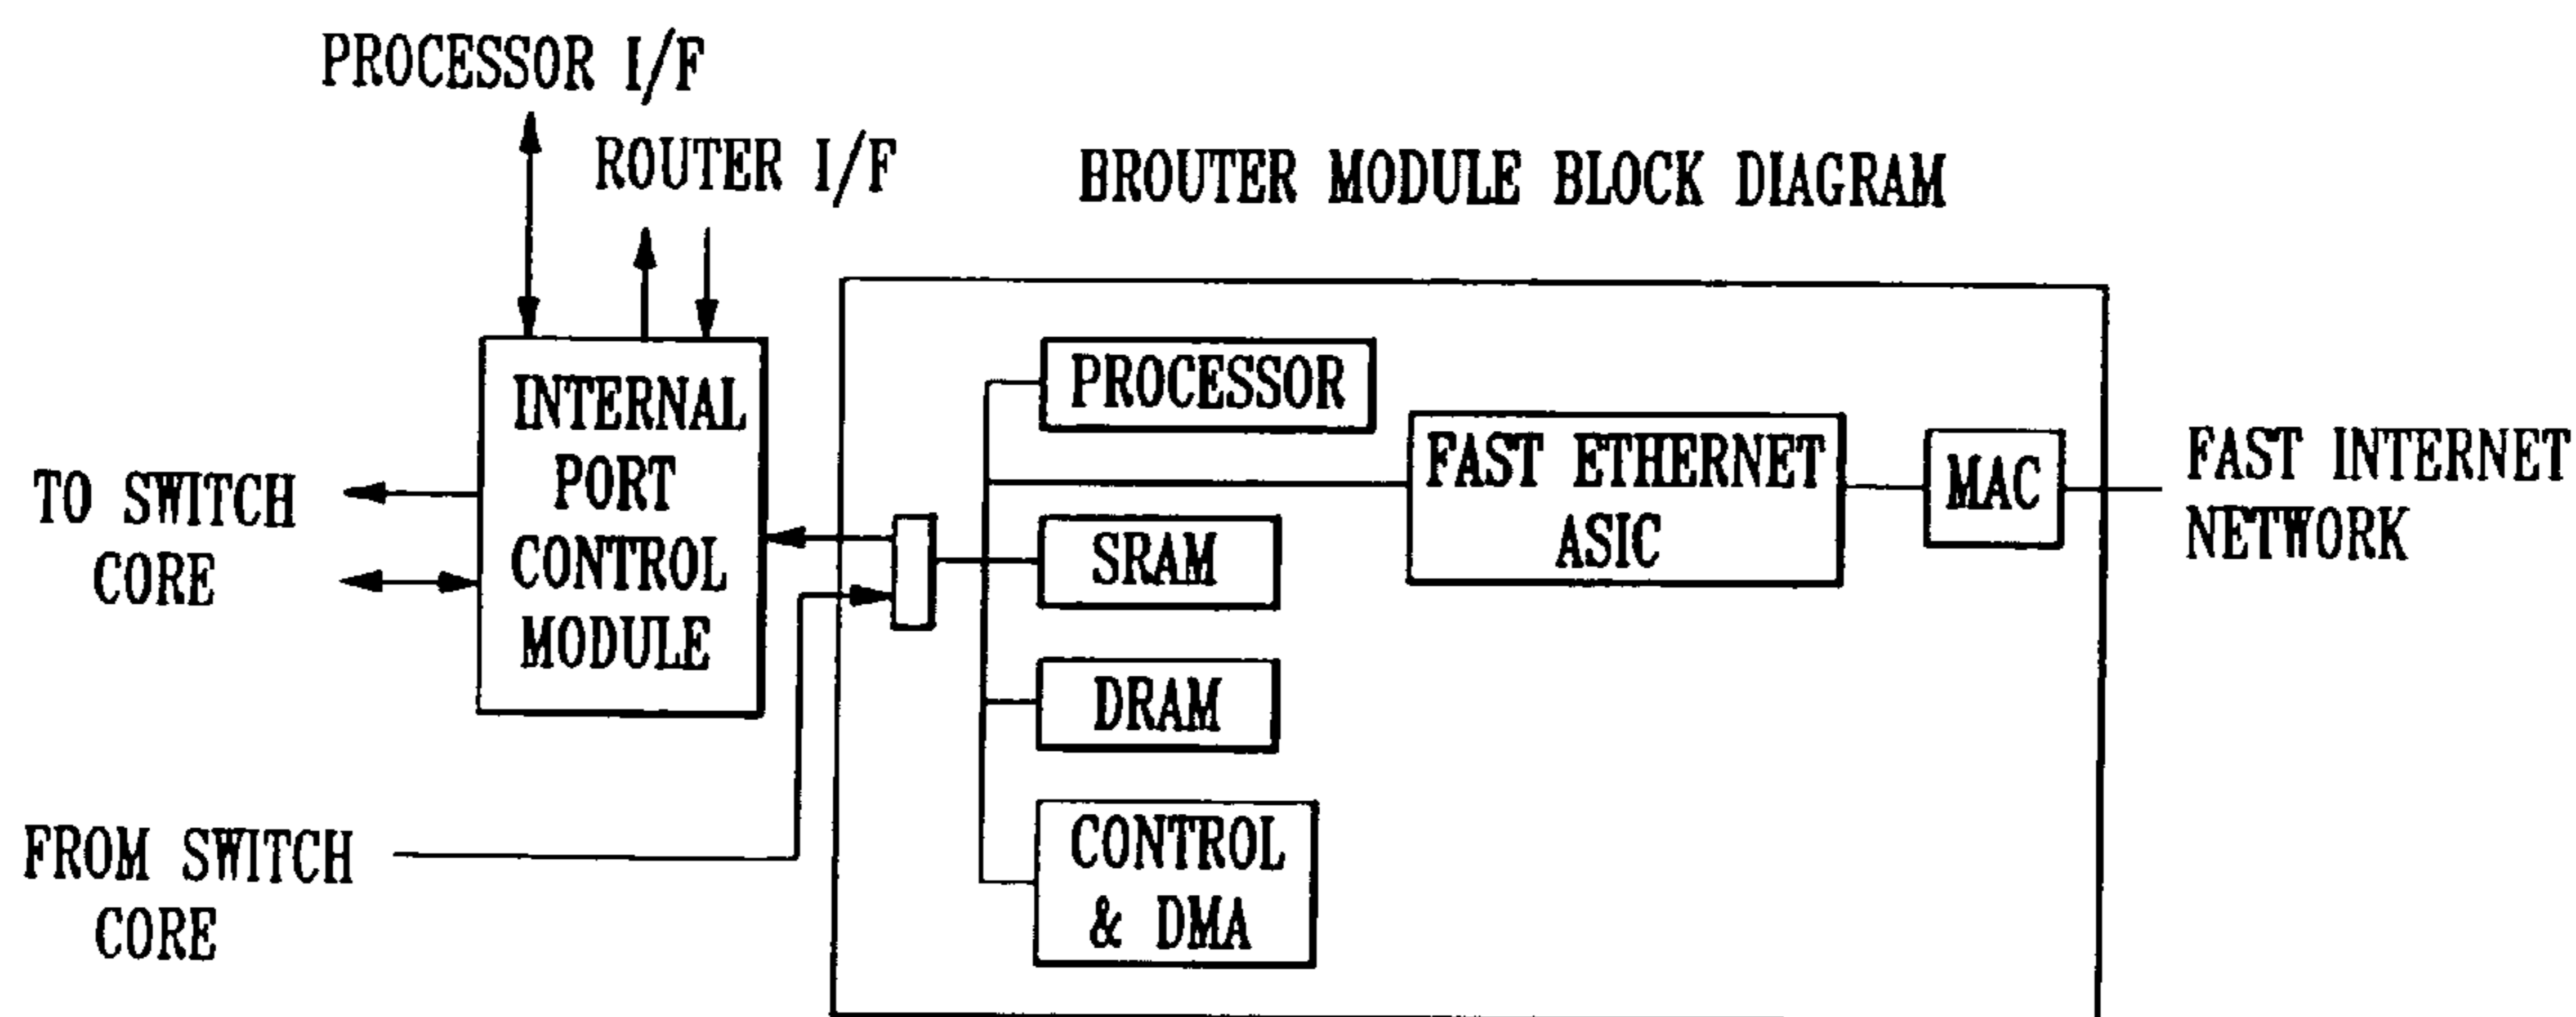 PROCESSOR I/F
ROUTER I/F
BROUTER MODULE BLOCK DIAGRAM
INTERNAL
PORT
CONTROL
MODULE
TO SWITCH
CORE
FROM SWITCH
CORE
PROCESSOR
FAST ETHERNET
ASIC
MAC
FAST INTERNET
NETWORK
SRAM
DRAM
CONTROL
& DMA